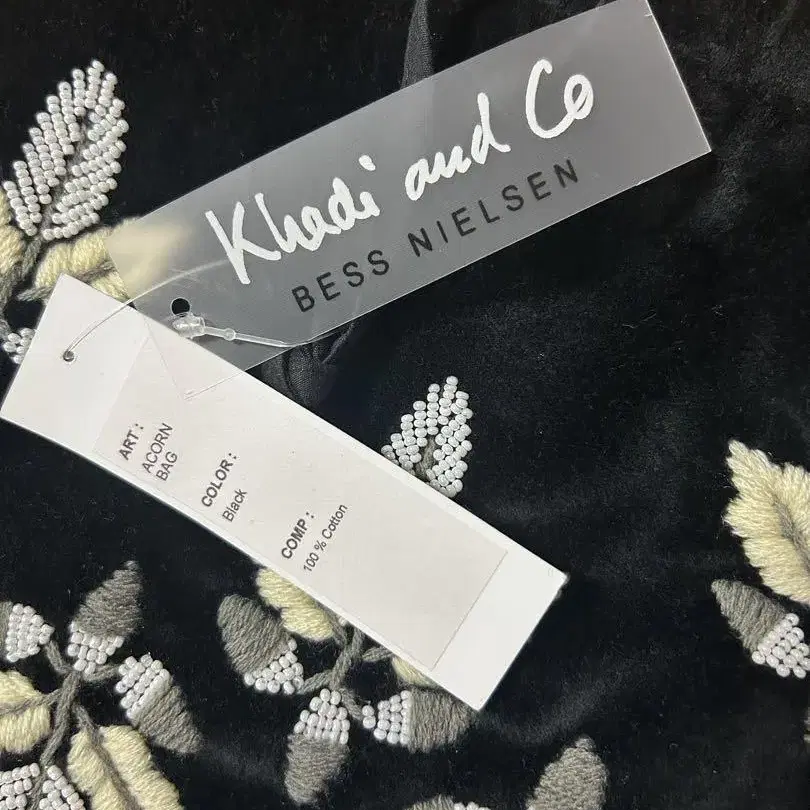 Khadi and Co
BESS NIELSEN
ART:
ACORN
BAG
COLOR:
Black
COMP:
100 % Cotton